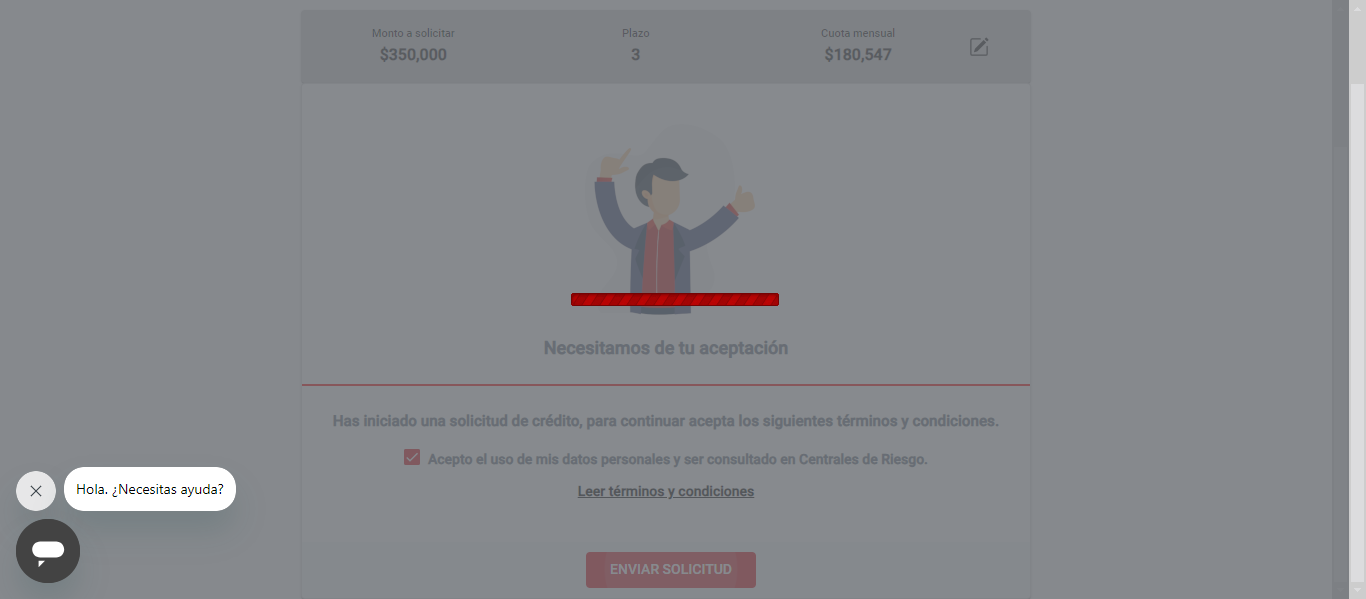 Monto a solicitar
$350,000
Plazo
3
Cuota mensual
$180,547
Necesitamos de tu aceptación
Has iniciado una solicitud de crédito, para continuar acepta los siguientes términos y condiciones.
Acepto el uso de mis datos personales y ser consultado en Centrales de Riesgo.
Leer términos y condiciones
Hola. ¿Necesitas ayuda?
ENVIAR SOLICITUD